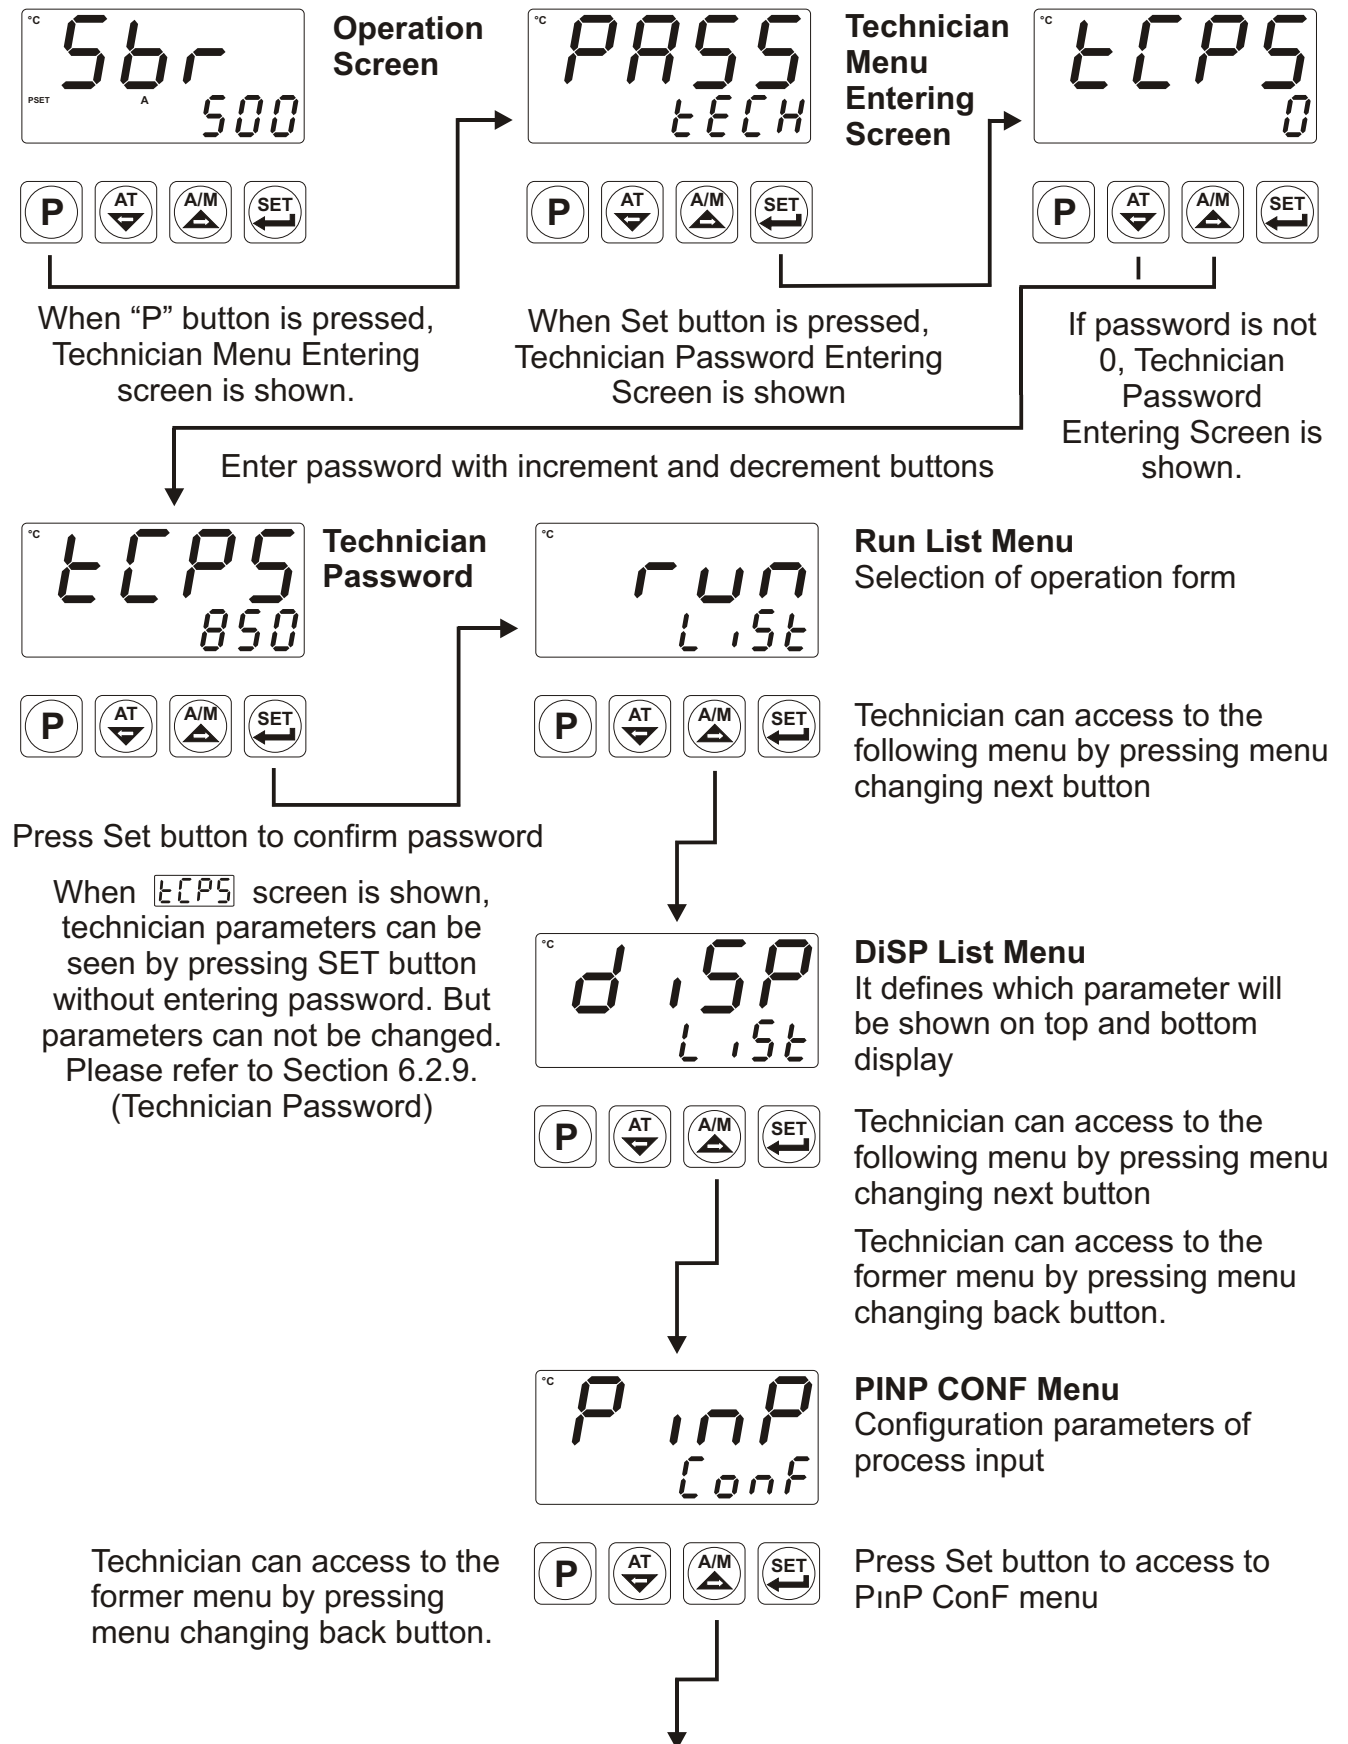 °C
Sbr
PSET
A
500
Operation
Screen
°C
PASS
tECH
Technician
Menu
Entering
Screen
°C
tCPS
0
P
AT
A/M
SET
P
AT
A/M
SET
P
AT
A/M
SET
When “P” button is pressed,
Technician Menu Entering
screen is shown.
When Set button is pressed,
Technician Password Entering
Screen is shown
If password is not
0, Technician
Password
Entering Screen is
shown.
Enter password with increment and decrement buttons
°C
tCPS
850
Technician
Password
°C
run
LiSt
Run List Menu
Selection of operation form
P
AT
A/M
SET
P
AT
A/M
SET
Technician can access to the
following menu by pressing menu
changing next button
Press Set button to confirm password
When tCPS screen is shown,
technician parameters can be
seen by pressing SET button
without entering password. But
parameters can not be changed.
Please refer to Section 6.2.9.
(Technician Password)
°C
diSP
LiSt
DiSP List Menu
It defines which parameter will
be shown on top and bottom
display
P
AT
A/M
SET
Technician can access to the
following menu by pressing menu
changing next button
Technician can access to the
former menu by pressing menu
changing back button.
°C
PinP
ConF
PINP CONF Menu
Configuration parameters of
process input
Technician can access to the
former menu by pressing
menu changing back button.
P
AT
A/M
SET
Press Set button to access to
PınP ConF menu